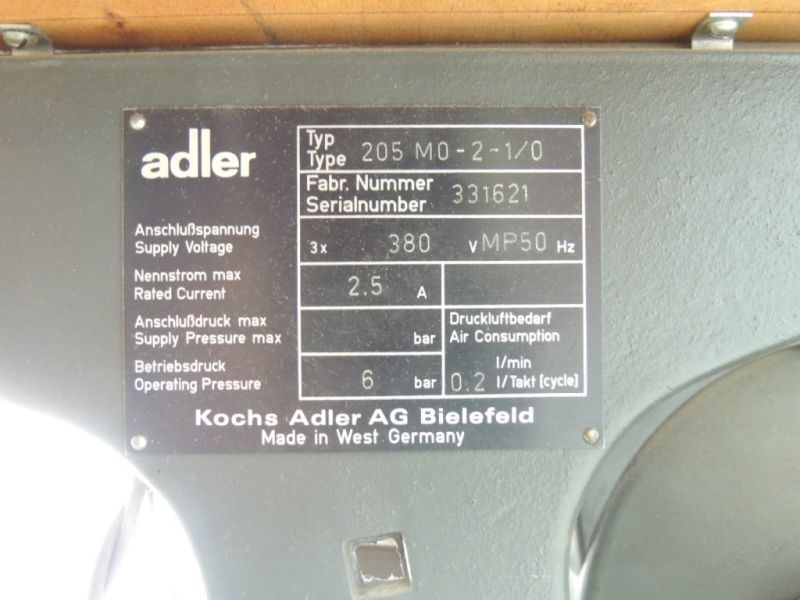 adler
Typ
Type 205 MO-2-1/0
Fabr. Nummer
Serialnumber 331621
Anschlußspannung
Supply Voltage 3x 380 V MP50 Hz
Nennstrom max
Rated Current 2.5 A
Anschlußdruck max
Supply Pressure max bar
Druckluftbedarf
Air Consumption
Betriebsdruck
Operating Pressure 6 bar
0.2 l/min
l/Takt [cycle]
Kochs Adler AG Bielefeld
Made in West Germany